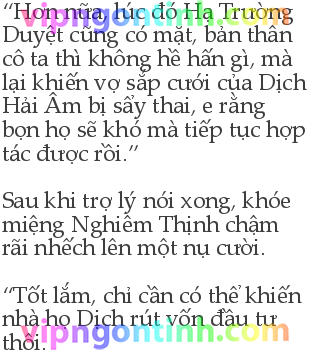 vipngontinh.com
“Hơn nữa, lúc đó Hạ Trường
Duyệt cũng có mặt, bản thân
cô ta thì không hề hấn gì, mà
lại khiến vợ sắp cưới của Dịch
Hải Âm bị sẩy thai, e rằng
bọn họ sẽ khó mà tiếp tục hợp
tác được rồi.”
Sau khi trợ lý nói xong, khóe
miệng Nghiêm Thịnh chậm
rãi nhếch lên một nụ cười.
“Tốt lắm, chỉ cần có thể khiến
nhà họ Dịch rút vốn đầu tư
vipngontinh.com
thôi.